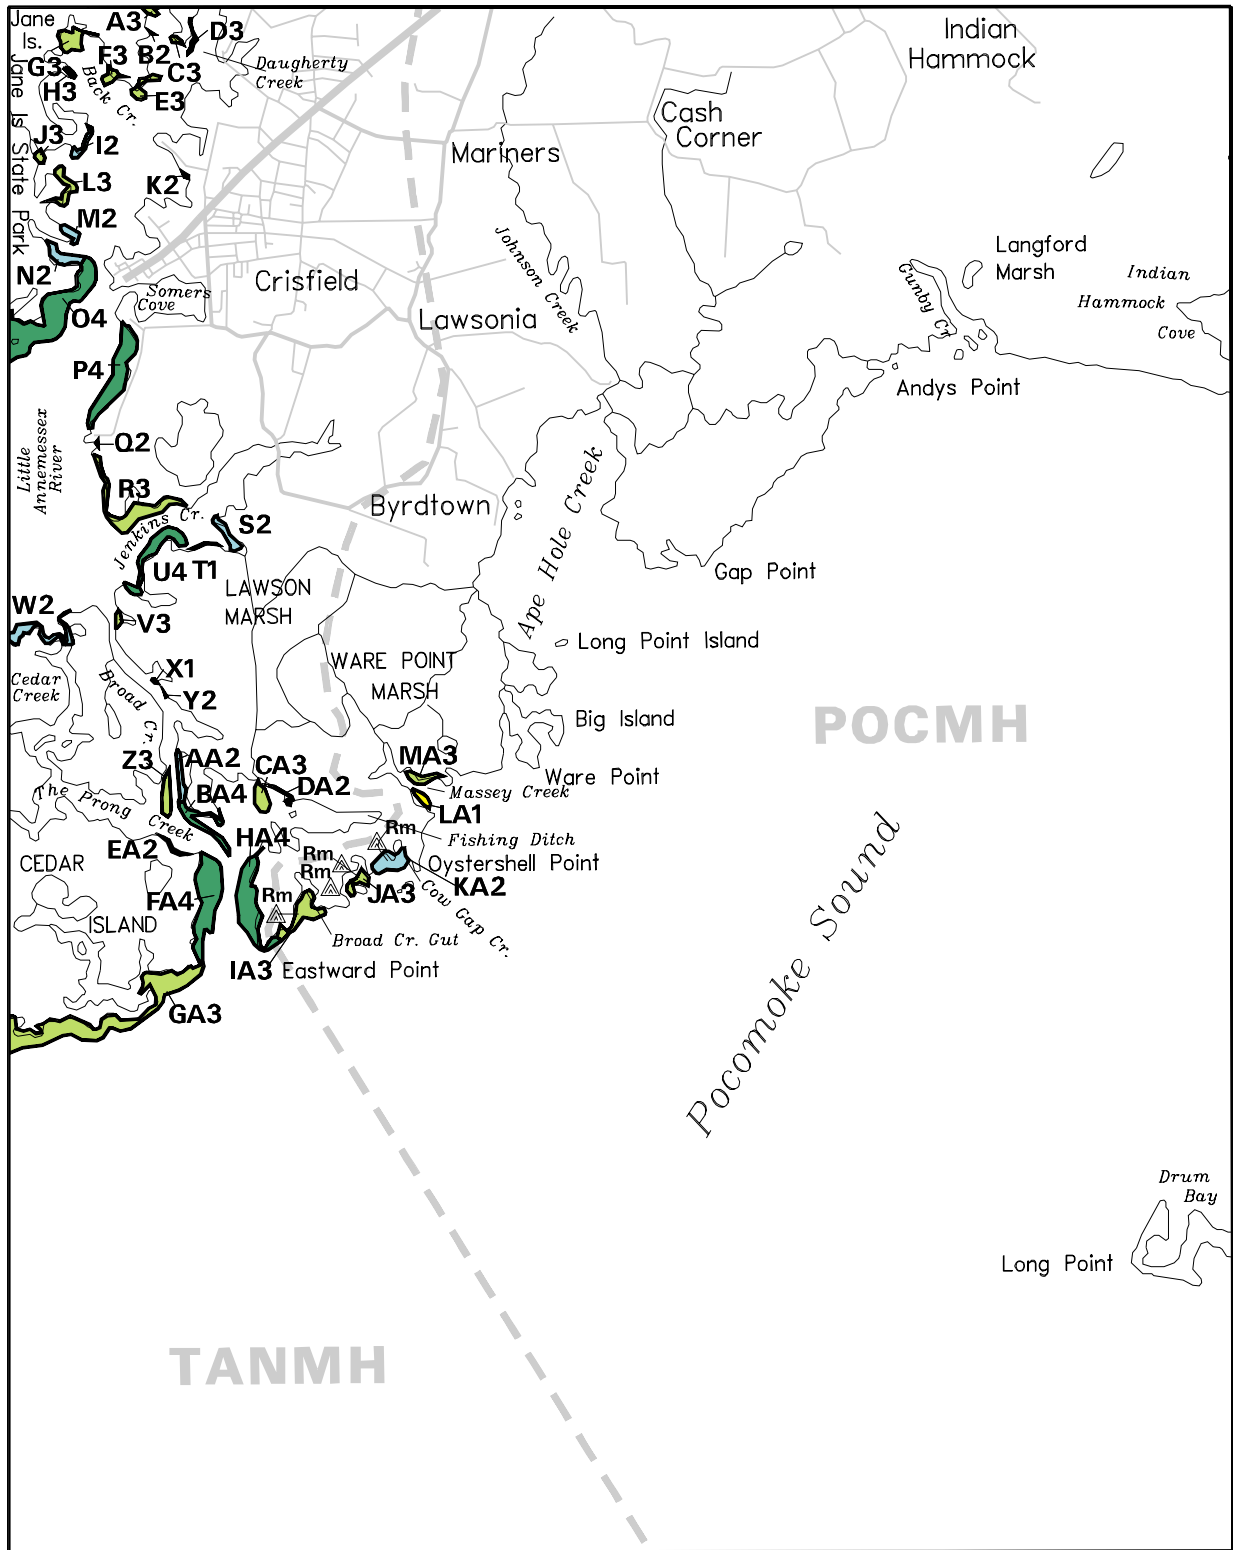 Jane
Is.
A3
D3
Indian
Hammock
F3
B2
G3
C3
Daugherty
Creek
H3
Back Cr.
E3
Jane Is State Park
Cash
Corner
J3
I2
Mariners
L3
K2
M2
N2
Johnson Creek
Langford
Marsh
Gunby Cr
Indian
Hammock
Cove
Crisfield
Somers
Cove
O4
Lawsonia
P4
Andys Point
Little
Annemessex
River
Q2
Ape Hole Creek
R3
Byrdtown
Jenkins Cr.
S2
U4
T1
Gap Point
LAWSON
MARSH
W2
V3
Long Point Island
X1
WARE POINT
MARSH
Cedar
Creek
Broad Cr.
Y2
Big Island
POCMH
Z3
AA2
CA3
MA3
Ware Point
DA2
BA4
Massey Creek
The Prong
Creek
LA1
HA4
Rm
Fishing Ditch
EA2
Rm
CEDAR
ISLAND
Oystershell Point
Rm
KA2
FA4
Rm
JA3
Cow Gap Cr.
Broad Cr. Gut
IA3
Eastward Point
GA3
Pocomoke Sound
Drum
Bay
Long Point
TANMH